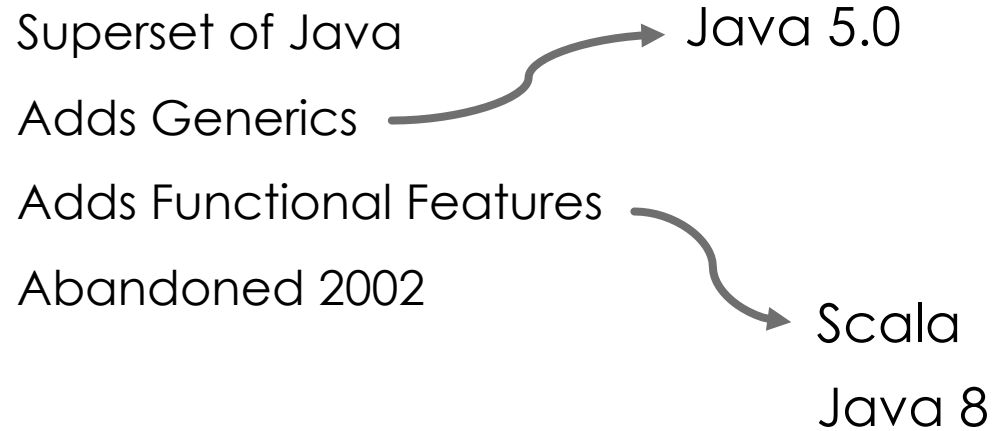 Superset of Java
Java 5.0
Adds Generics
Adds Functional Features
Abandoned 2002
Scala
Java 8